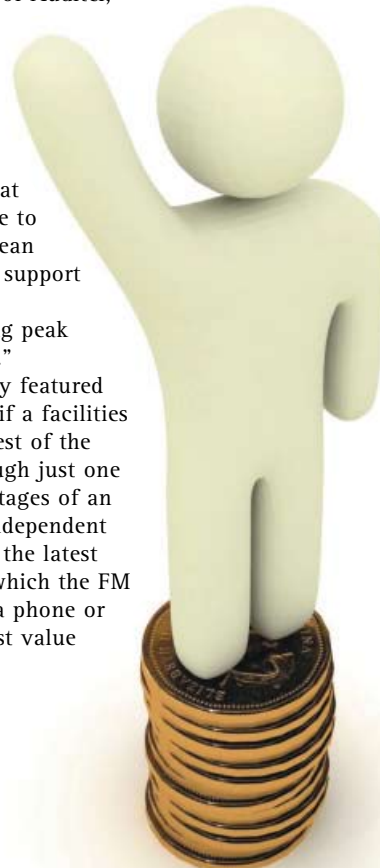 Auditel,
at
e to
ean
support
g peak
”
y featured
if a facilities
est of the
ugh just one
tages of an
dependent
the latest
which the FM
a phone or
st value